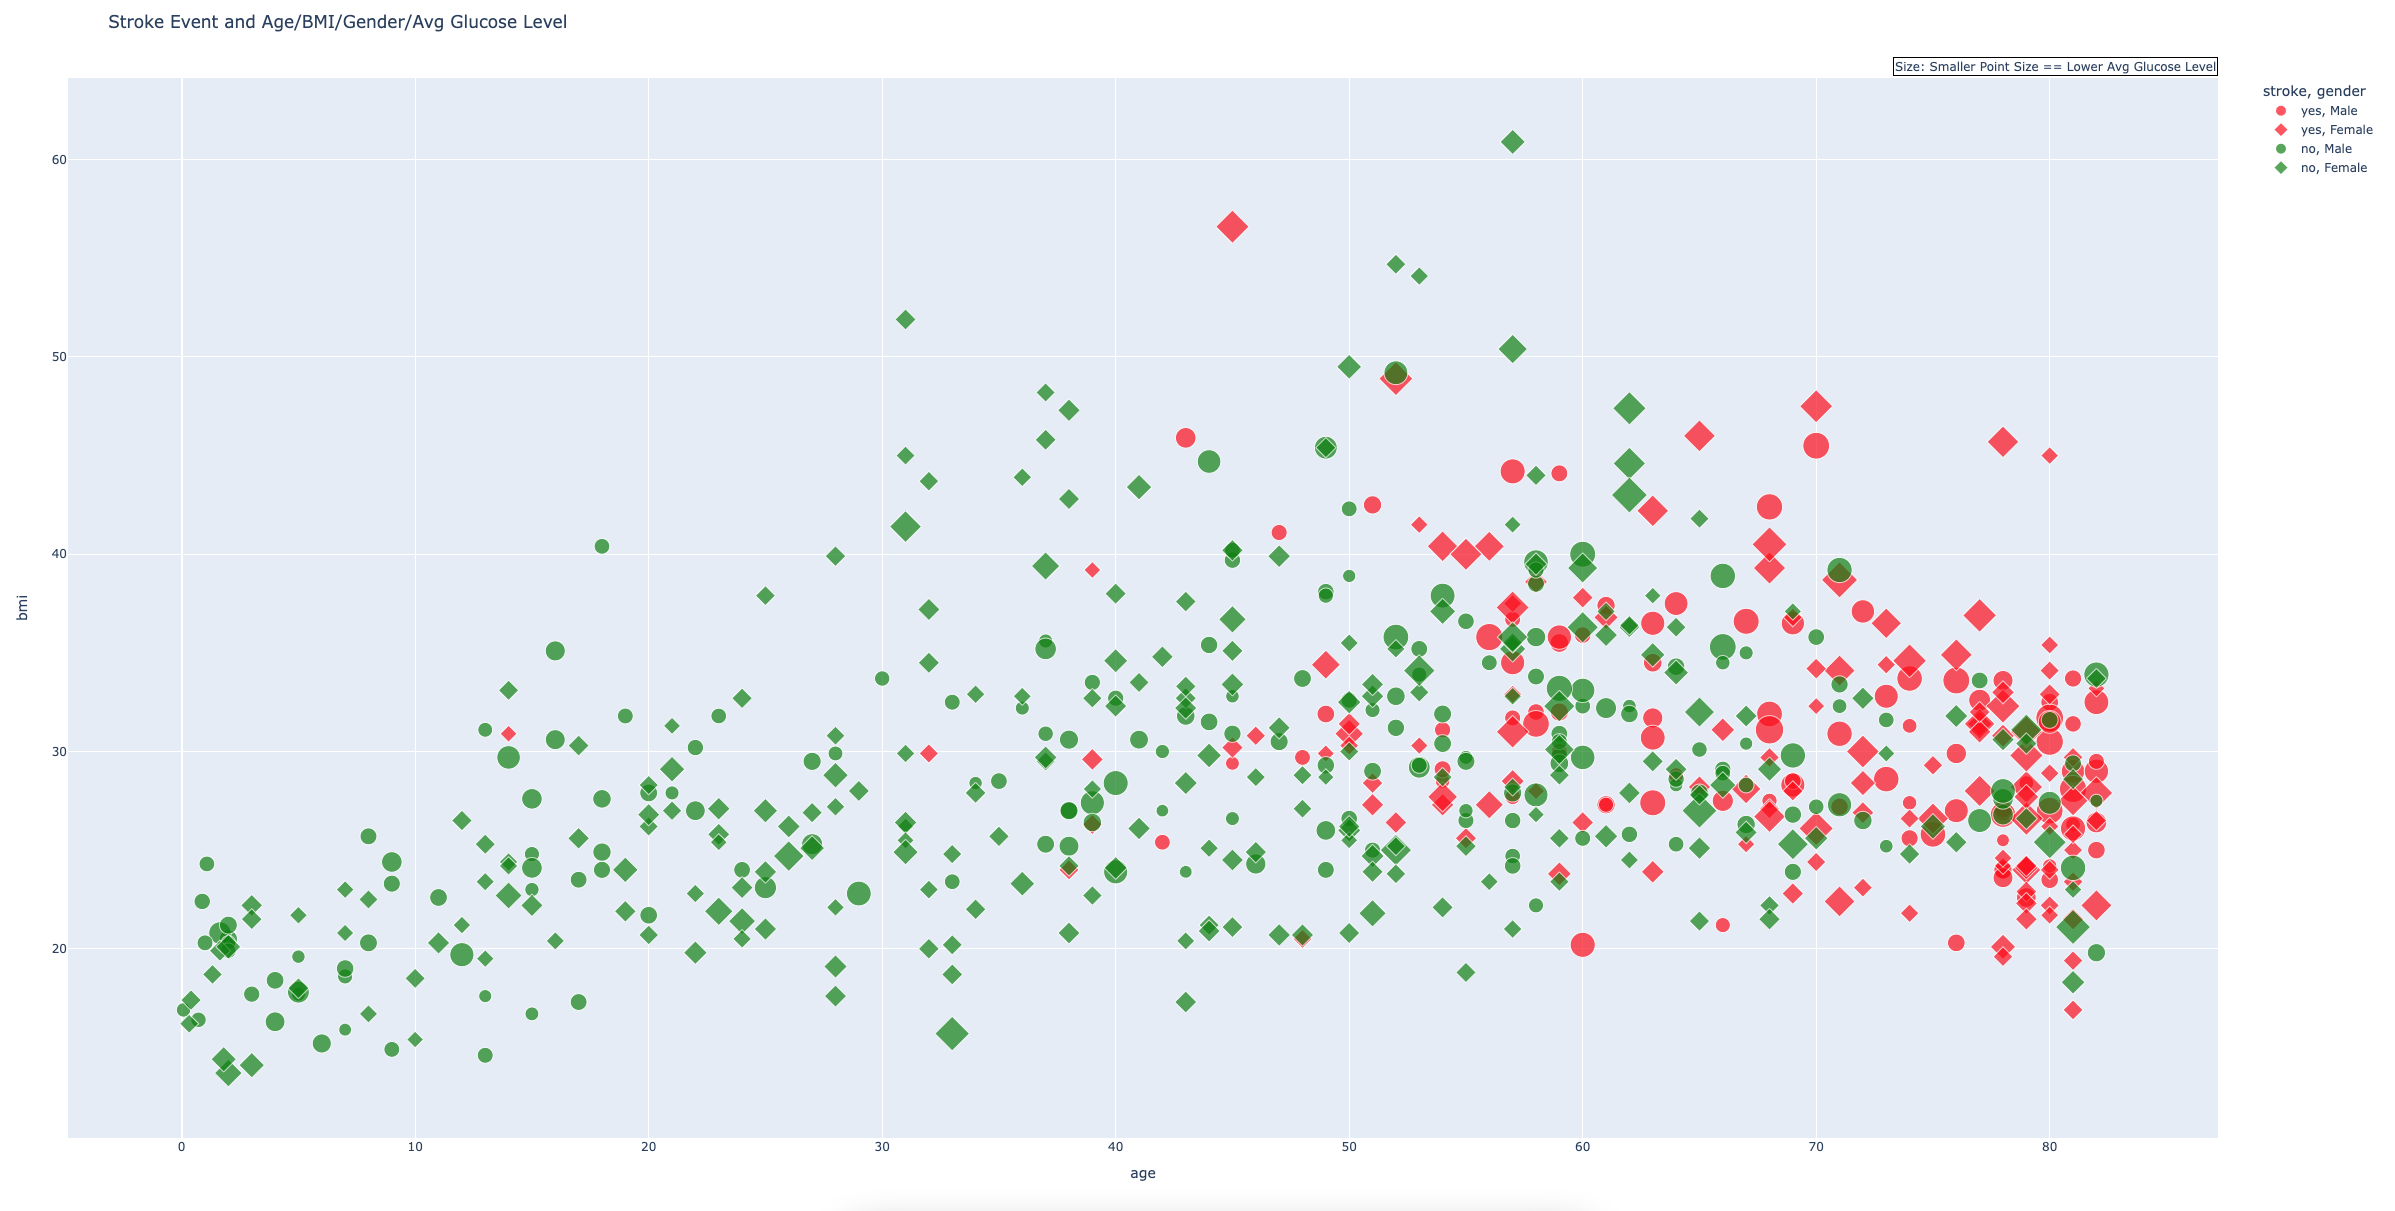 Stroke Event and Age/BMI/Gender/Avg Glucose Level
Size: Smaller Point Size == Lower Avg Glucose Level
stroke, gender
yes, Male
yes, Female
no, Male
no, Female
60
50
40
30
20
bmi
0 10 20 30 40 50 60 70 80
age